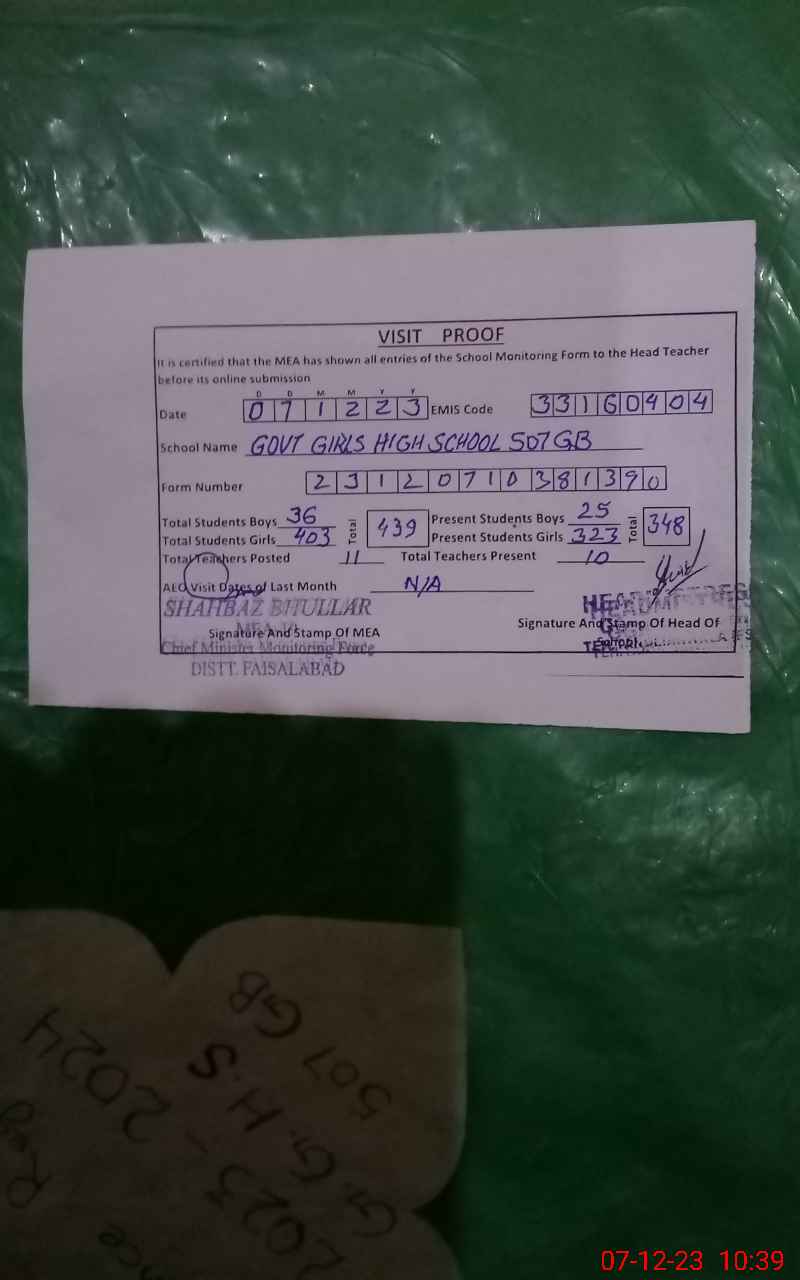 VISIT PROOF
It is certified that the MEA has shown all entries of the School Monitoring Form to the Head Teacher
before its online submission
D D M M Y Y
Date 0 7 1 2 2 3 EMIS Code 3 3 1 6 0 4 0 4
School Name GOVT GIRLS HIGH SCHOOL 507 GB
Form Number 2 3 1 2 0 7 1 0 3 8 1 3 9 0
Total Students Boys 36 Total 439 Present Students Boys 25 Total 348
Total Students Girls 403 Present Students Girls 323
Total Teachers Posted 11 Total Teachers Present 10
AEO Visit Dates of Last Month N/A
SHAHBAZ BHULLAR
Signature And Stamp Of MEA Signature And Stamp Of Head Of
School
Chief Minister Monitoring Force
DISTT. FAISALABAD
507 GB
G.G.H.S
2023 - 2024
07-12-23 10:39